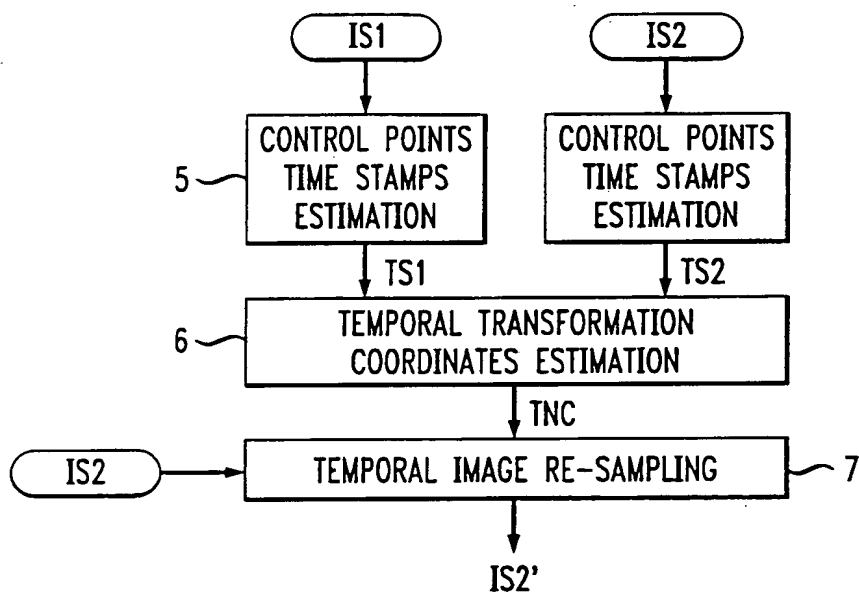 IS1
IS2
CONTROL POINTS
TIME STAMPS
ESTIMATION
CONTROL POINTS
TIME STAMPS
ESTIMATION
5
TS1
TS2
6
TEMPORAL TRANSFORMATION
COORDINATES ESTIMATION
TNC
IS2
TEMPORAL IMAGE RE-SAMPLING
7
IS2'